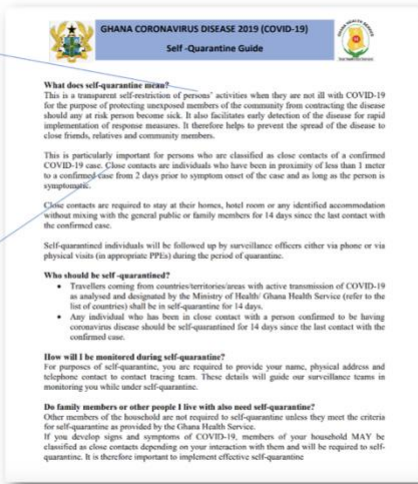 GHANA CORONAVIRUS DISEASE 2019 (COVID-19)
Self -Quarantine Guide
What does self-quarantine mean?
This is a transparent self-restriction of persons' activities when they are not ill with COVID-19
for the purpose of protecting unexposed members of the community from contracting the disease
should any at risk person become sick. It also facilitates early detection of the disease for rapid
implementation of response measures. It therefore helps to prevent the spread of the disease to
close friends, relatives and community members.
This is particularly important for persons who are classified as close contacts of a confirmed
COVID-19 case. Close contacts are individuals who have been in proximity of less than 1 meter
to a confirmed case from 2 days prior to symptom onset of the case and as long as the person is
symptomatic.
Close contacts are required to stay at their homes, hotel room or any identified accommodation
without mixing with the general public or family members for 14 days since the last contact with
the confirmed case.
Self-quarantined individuals will be followed up by surveillance officers either via phone or via
physical visits (in appropriate PPEs) during the period of quarantine.
Who should be self -quarantined?
• Travellers coming from countries/territories/areas with active transmission of COVID-19
as analysed and designated by the Ministry of Health/ Ghana Health Service (refer to the
list of countries) shall be in self-quarantine for 14 days.
• Any individual who has been in close contact with a person confirmed to be having
coronavirus disease should be self-quarantined for 14 days since the last contact with the
confirmed case.
How will I be monitored during self-quarantine?
For purposes of self-quarantine, you are required to provide your name, physical address and
telephone contact to contact tracing team. These details will guide our surveillance teams in
monitoring you while under self-quarantine.
Do family members or other people I live with also need self-quarantine?
Other members of the household are not required to self-quarantine unless they meet the criteria
for self-quarantine as provided by the Ghana Health Service.
If you develop signs and symptoms of COVID-19, members of your household MAY be
classified as close contacts depending on your interaction with them and will be required to self-
quarantine. It is therefore important to implement effective self-quarantine